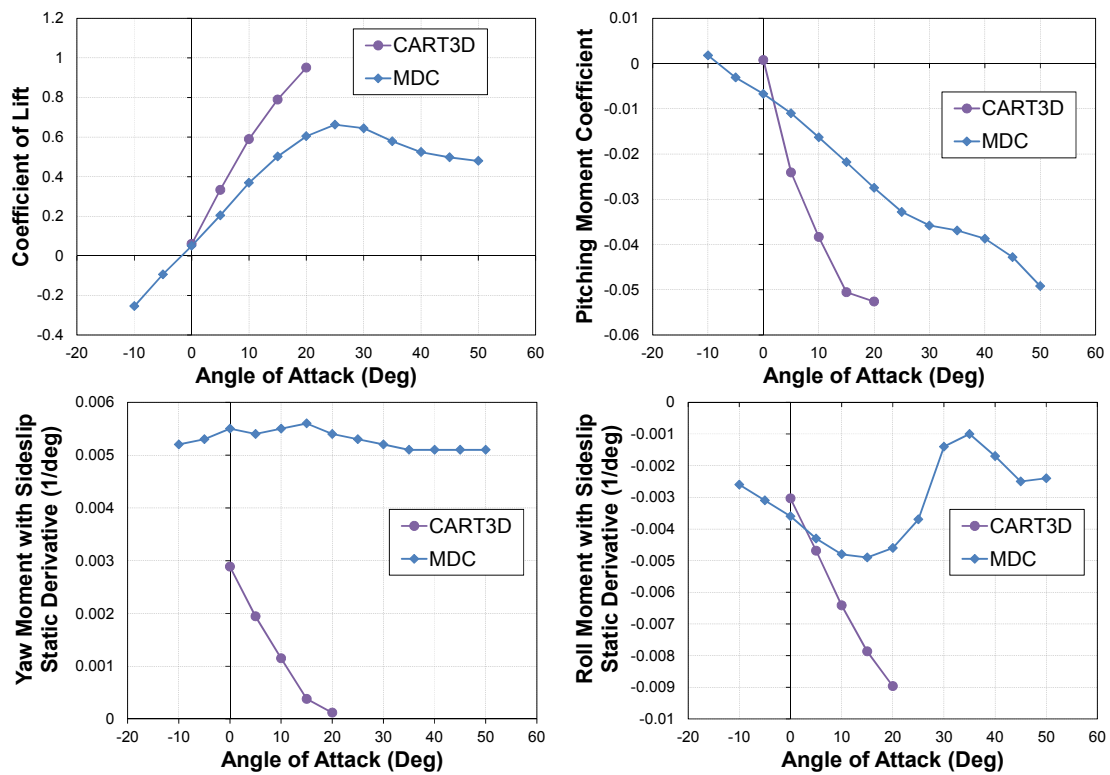 Coefficient of Lift
1.2
1
0.8
0.6
0.4
0.2
0
-0.2
-0.4
-20 -10 0 10 20 30 40 50 60
Angle of Attack (Deg)
CART3D
MDC
Pitching Moment Coefficient
0.01
0
-0.01
-0.02
-0.03
-0.04
-0.05
-0.06
-20 -10 0 10 20 30 40 50 60
Angle of Attack (Deg)
CART3D
MDC
Yaw Moment with Sideslip
Static Derivative (1/deg)
0.006
0.005
0.004
0.003
0.002
0.001
0
-20 -10 0 10 20 30 40 50 60
Angle of Attack (Deg)
CART3D
MDC
Roll Moment with Sideslip
Static Derivative (1/deg)
0
-0.001
-0.002
-0.003
-0.004
-0.005
-0.006
-0.007
-0.008
-0.009
-0.01
-20 -10 0 10 20 30 40 50 60
Angle of Attack (Deg)
CART3D
MDC